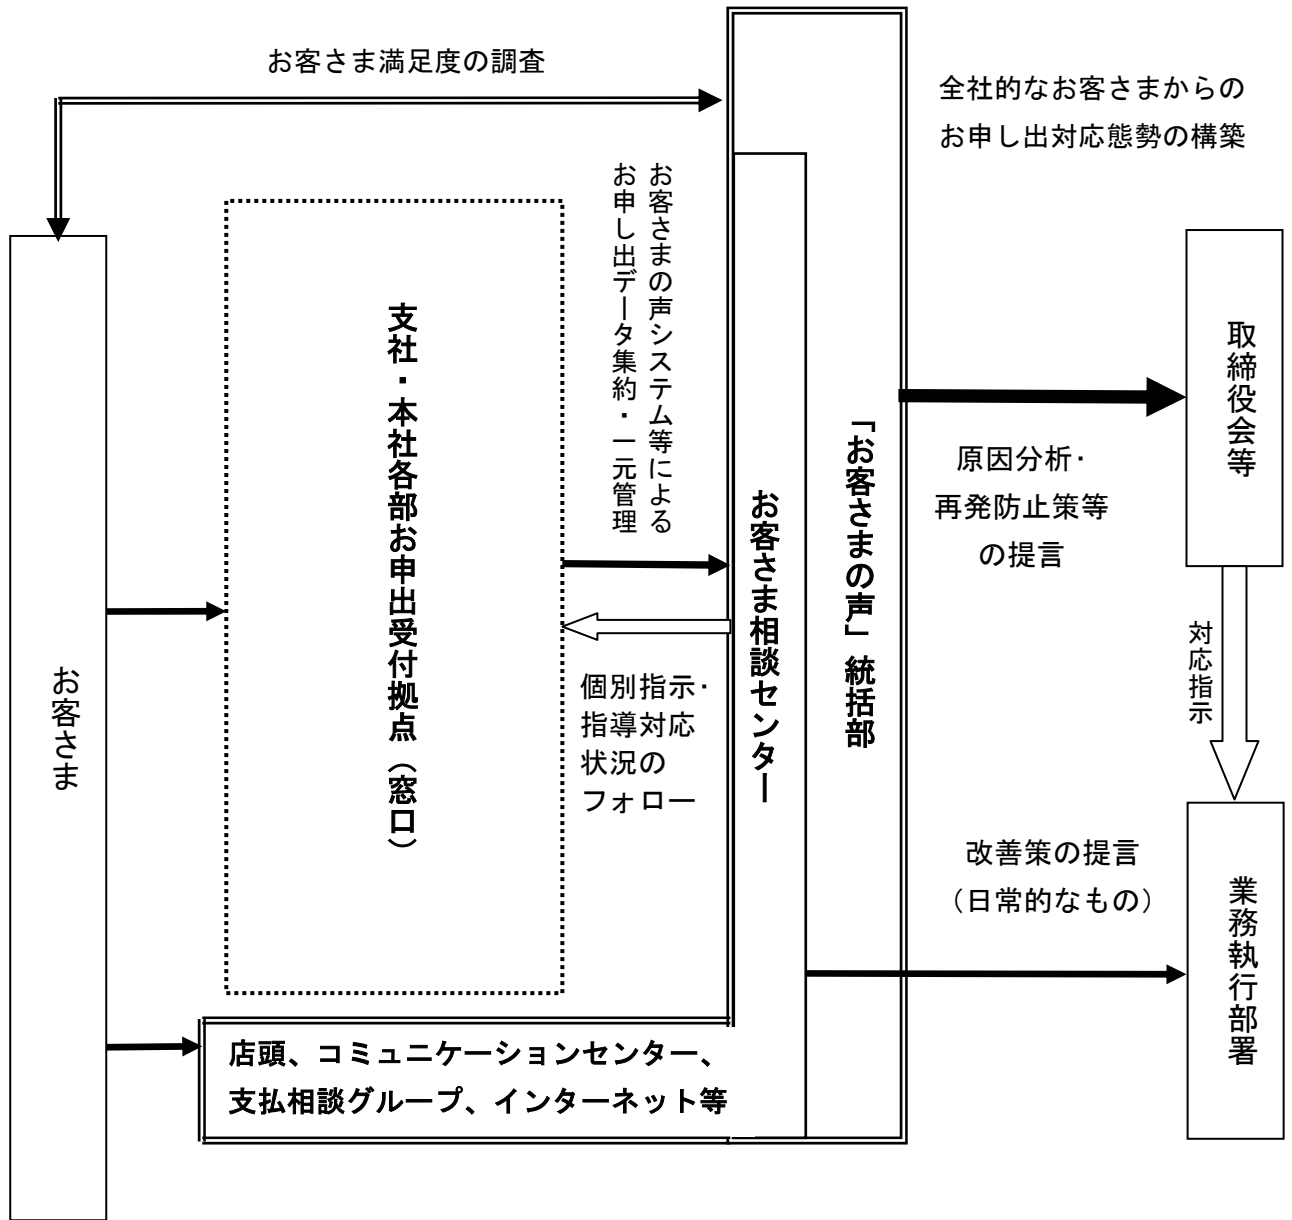 お客さま満足度の調査
全社的なお客さまからの
お申し出対応態勢の構築
お客さまの声システム等による
お申し出データ集約・一元管理
支社・本社各部お申出受付拠点（窓口）
お客さま
個別指示・
指導対応
状況の
フォロー
お客さま相談センター
「お客さまの声」統括部
原因分析・
再発防止策等
の提言
取締役会等
対応指示
改善策の提言
（日常的なもの）
業務執行部署
店頭、コミュニケーションセンター、
支払相談グループ、インターネット等